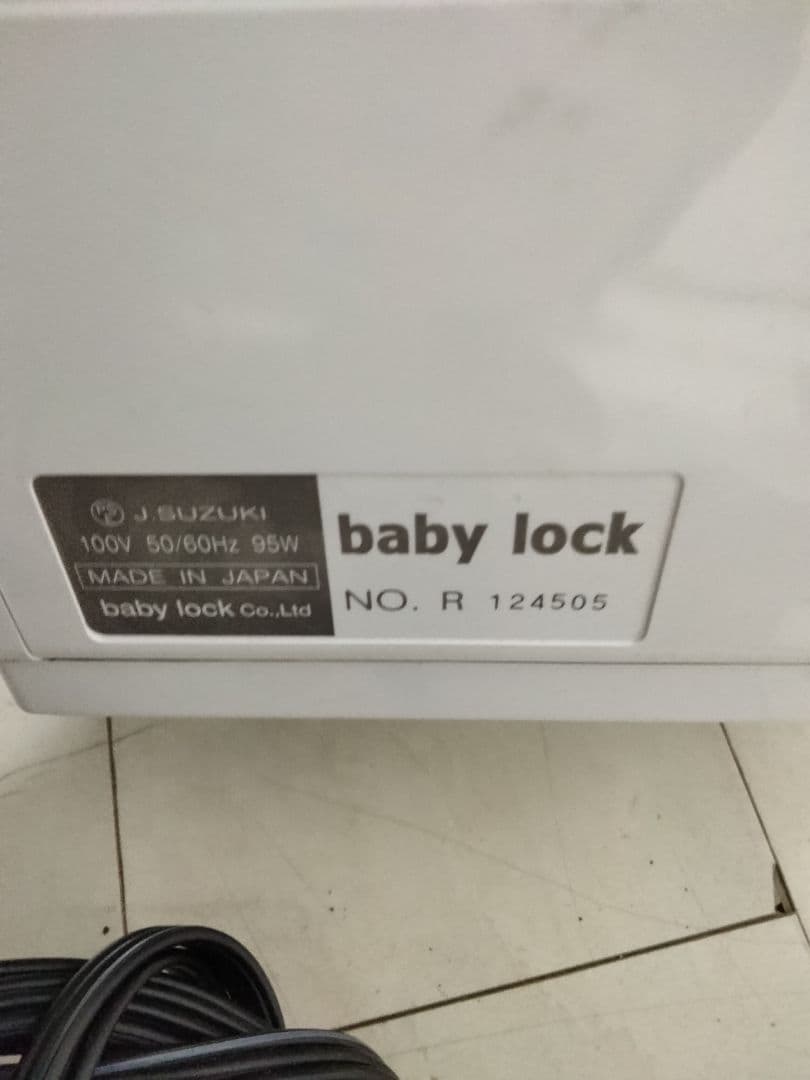 J.SUZUKI
100V 50/60Hz 95W
MADE IN JAPAN
baby lock Co.,Ltd
baby lock
NO. R 124505